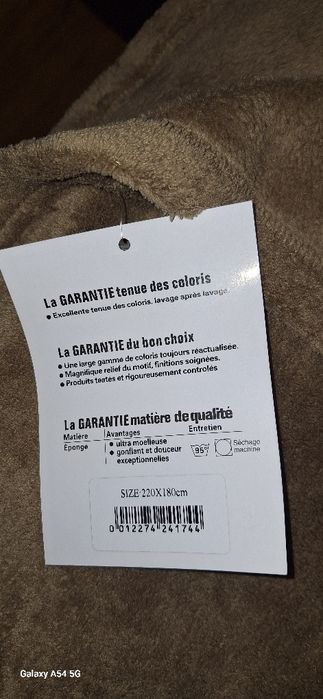 La GARANTIE tenue des coloris
• Excellente tenue des coloris, lavage après lavage
La GARANTIE du bon choix
• Une large gamme de coloris toujours réactualisée.
• Magnifique relief du motif, finitions soignées.
• Produits testes et rigoureusement controlés
La GARANTIE matière de qualité
Matière Avantages Entretien
Éponge • ultra moelleuse
• gonflant et douceur
exceptionnelles
95° Séchage
machine
SIZE 220X180cm
0 012274 241744
Galaxy A54 5G